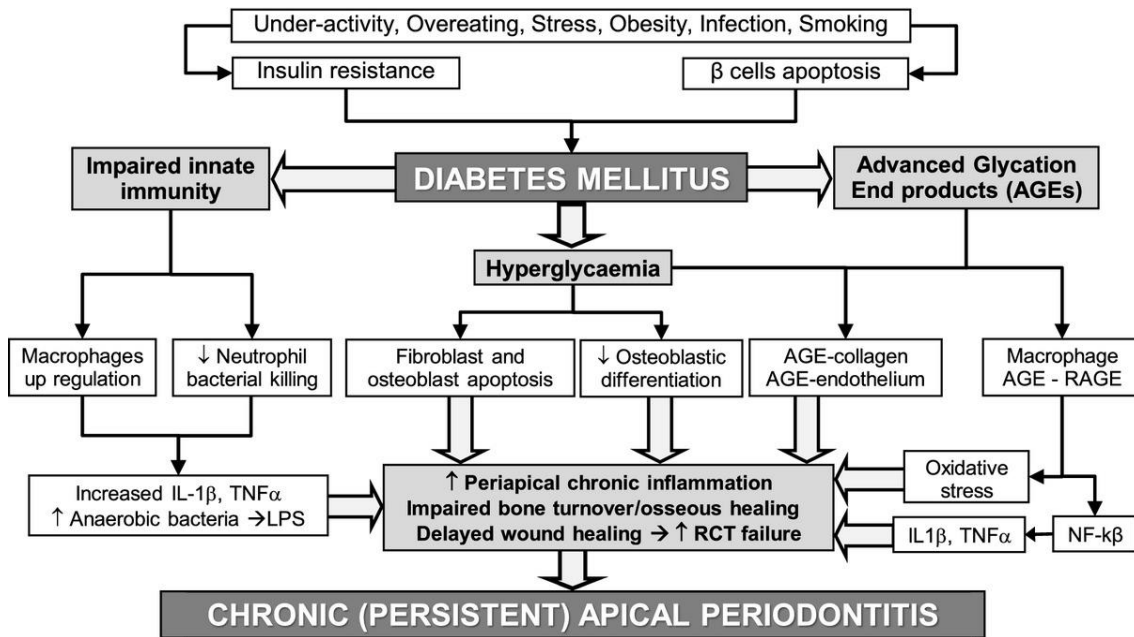 Under-activity, Overeating, Stress, Obesity, Infection, Smoking
Insulin resistance
β cells apoptosis
Impaired innate
immunity
DIABETES MELLITUS
Advanced Glycation
End products (AGEs)
Hyperglycaemia
Macrophages
up regulation
↓ Neutrophil
bacterial killing
Fibroblast and
osteoblast apoptosis
↓ Osteoblastic
differentiation
AGE-collagen
AGE-endothelium
Macrophage
AGE - RAGE
Increased IL-1β, TNFα
↑ Anaerobic bacteria →LPS
↑ Periapical chronic inflammation
Impaired bone turnover/osseous healing
Delayed wound healing → ↑ RCT failure
Oxidative
stress
IL1β, TNFα
NF-kβ
CHRONIC (PERSISTENT) APICAL PERIODONTITIS